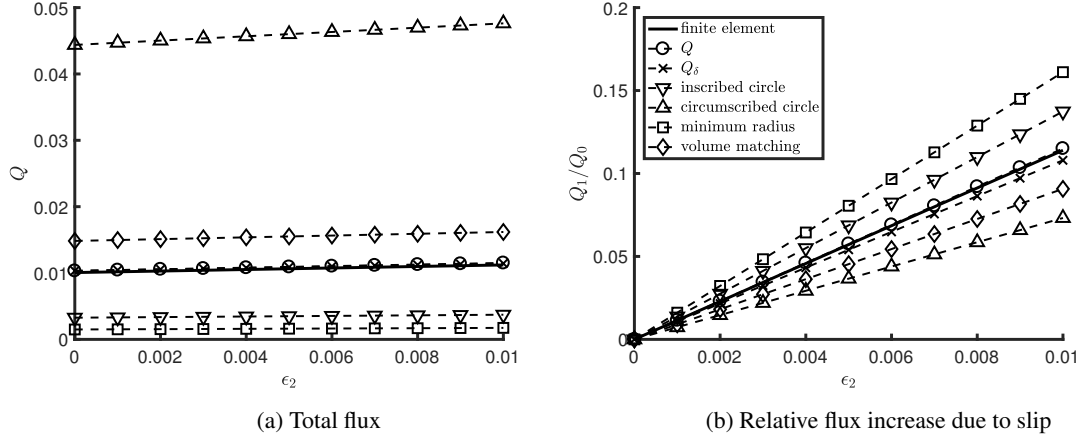 0.05
0.04
0.03
0.02
0.01
0
Q
0
0.002
0.004
0.006
0.008
0.01
ϵ₂
(a) Total flux
0.2
0.15
0.1
0.05
0
Q₁/Q₀
finite element
Q
Q_δ
inscribed circle
circumscribed circle
minimum radius
volume matching
0
0.002
0.004
0.006
0.008
0.01
ϵ₂
(b) Relative flux increase due to slip